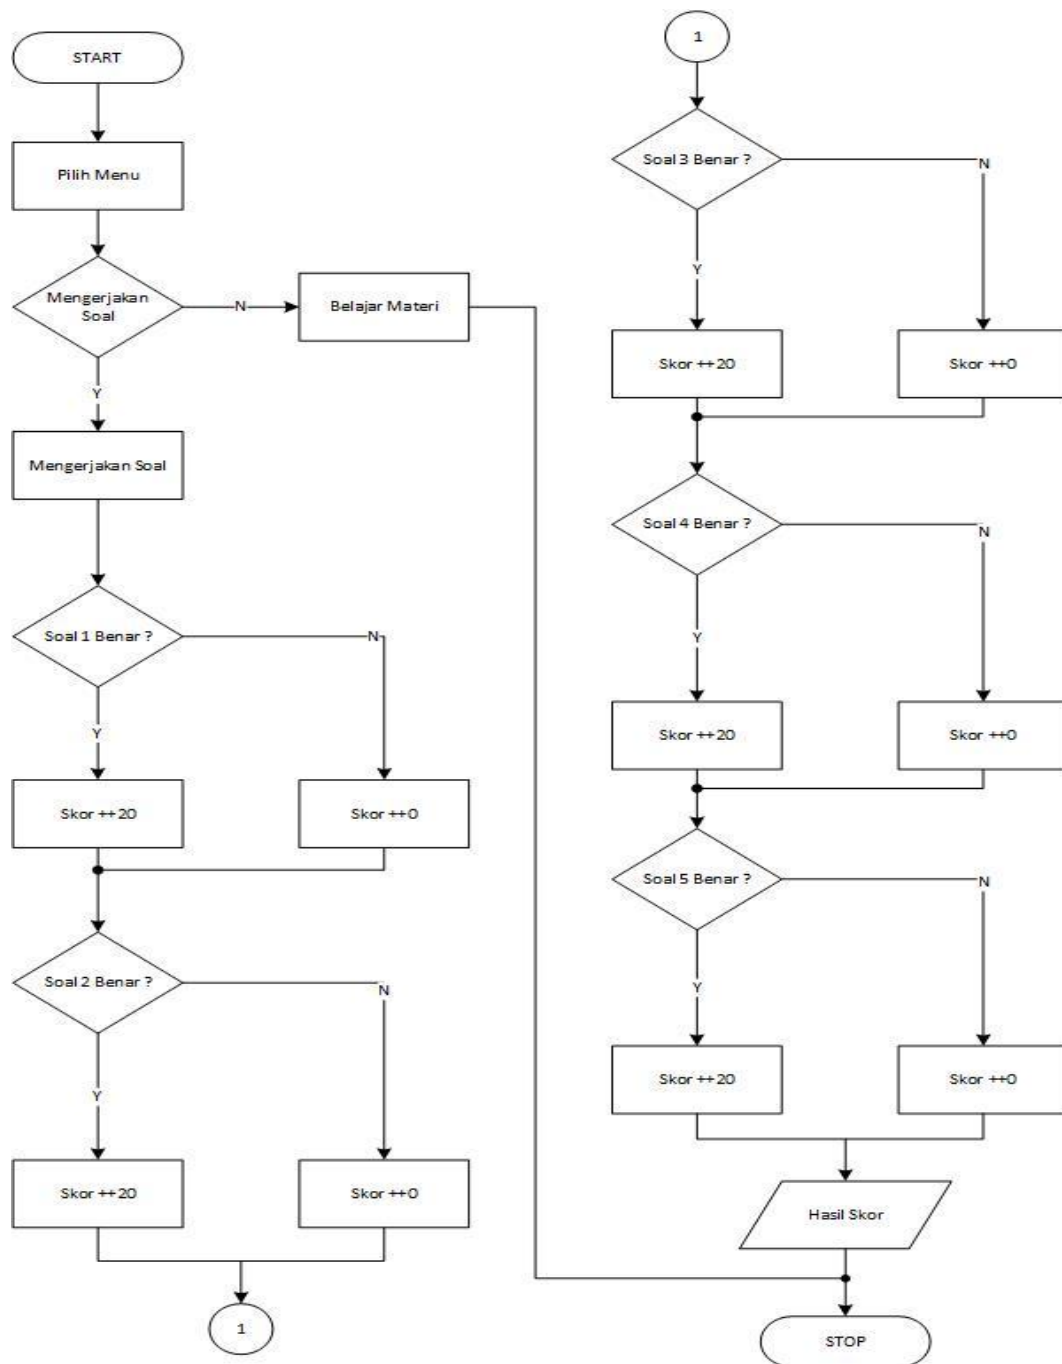 START
Pilih Menu
Mengerjakan
Soal
N
Belajar Materi
Y
Mengerjakan Soal
Soal 1 Benar ?
N
Y
Skor ++20
Skor ++0
Soal 2 Benar ?
N
Y
Skor ++20
Skor ++0
1
1
Soal 3 Benar ?
N
Y
Skor ++20
Skor ++0
Soal 4 Benar ?
N
Y
Skor ++20
Skor ++0
Soal 5 Benar ?
N
Y
Skor ++20
Skor ++0
Hasil Skor
STOP